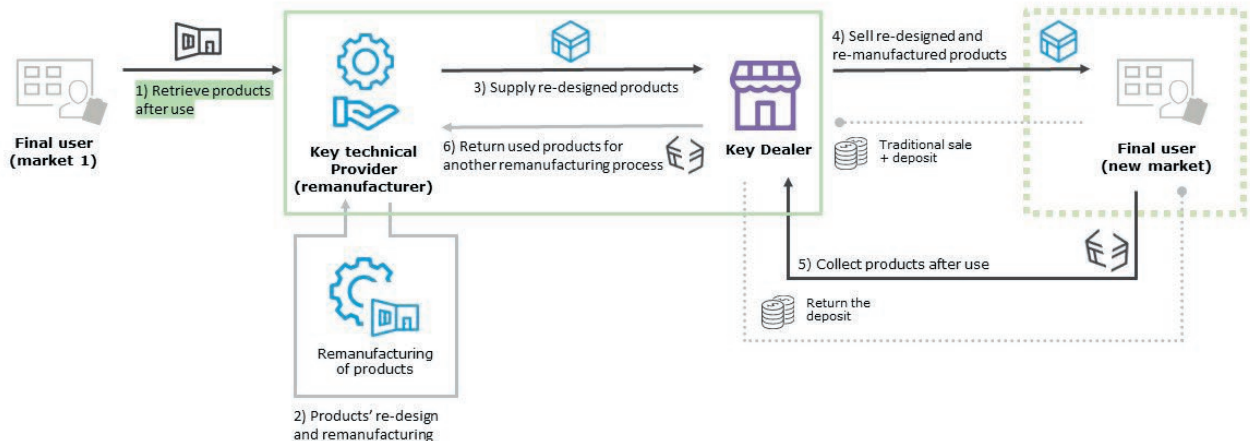 1) Retrieve products
after use
Final user
(market 1)
Key technical
Provider
(remanufacturer)
3) Supply re-designed products
6) Return used products for
another remanufacturing process
Key Dealer
4) Sell re-designed and
re-manufactured products
Traditional sale
+ deposit
Final user
(new market)
5) Collect products after use
Return the
deposit
Remanufacturing
of products
2) Products’ re-design
and remanufacturing